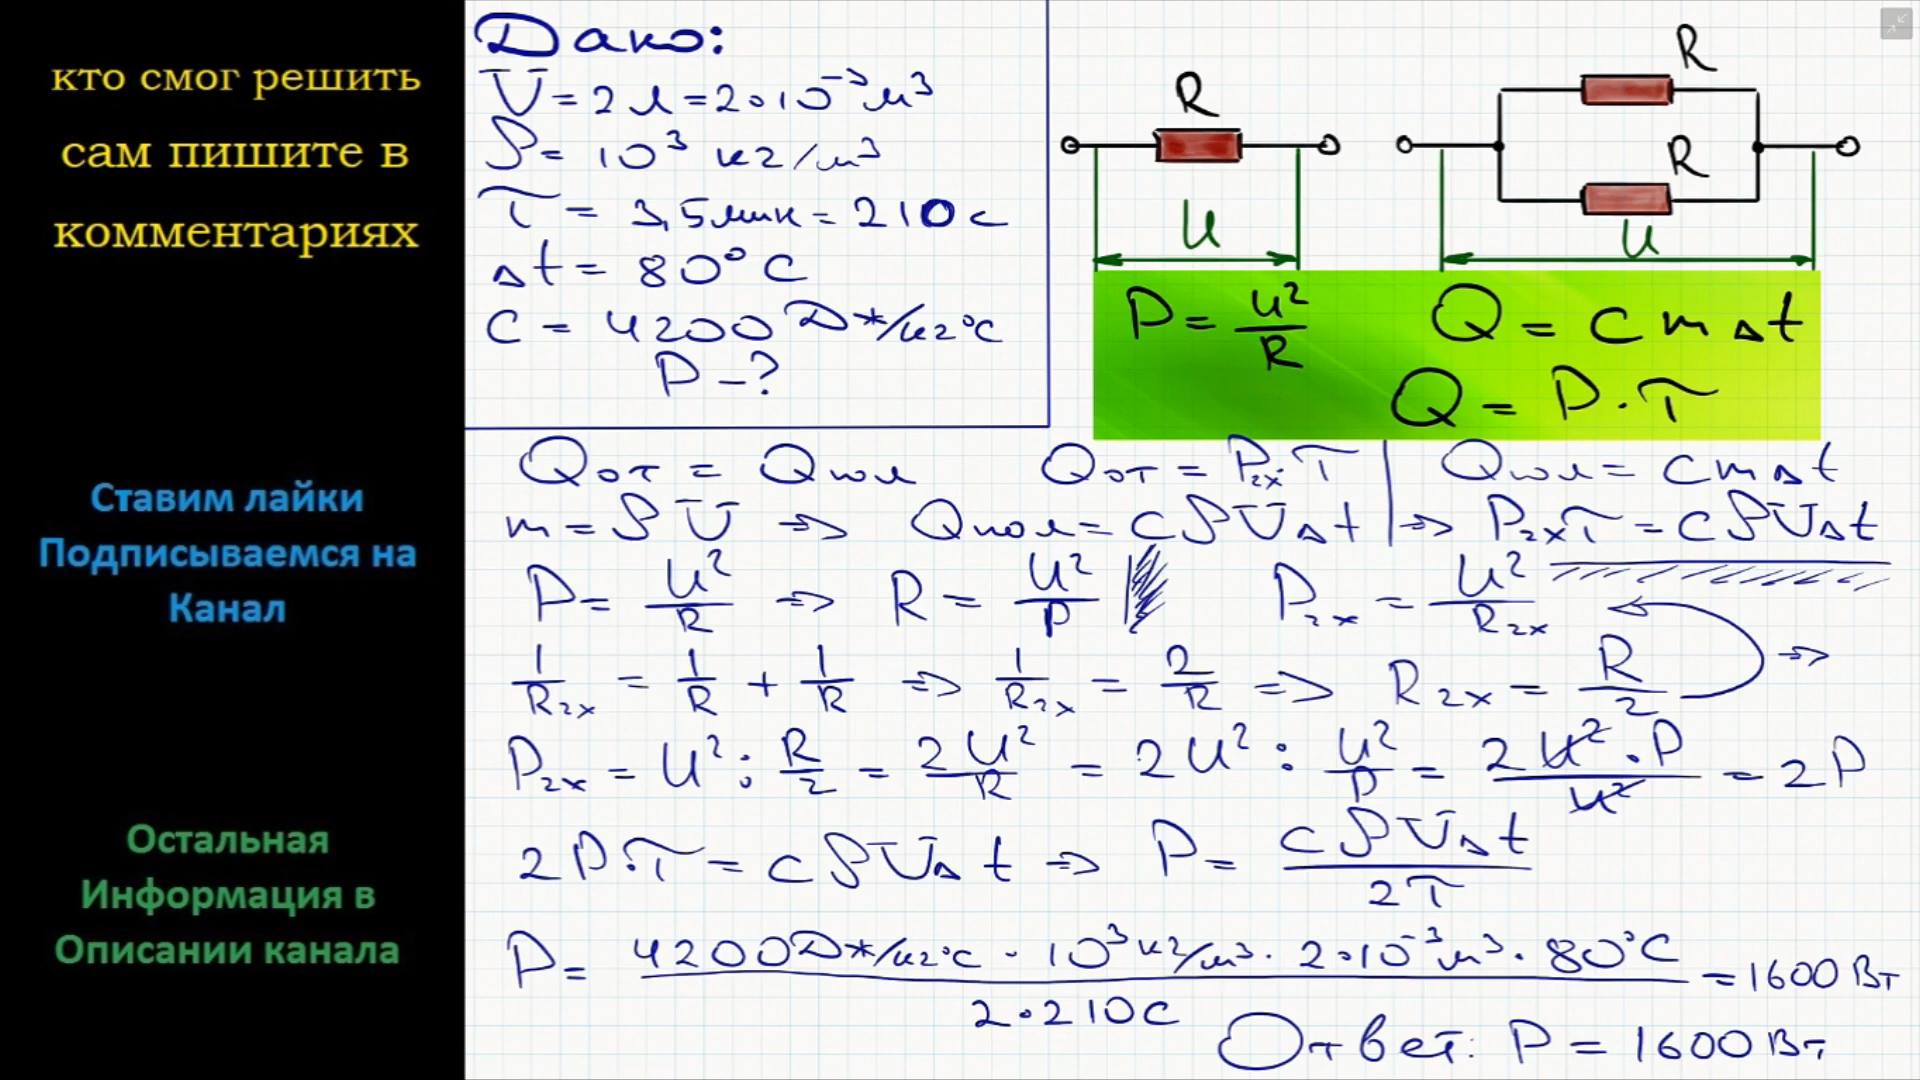 кто смог решить
сам пишите в
комментариях
Ставим лайки
Подписываемся на
Канал
Остальная
Информация в
Описании канала
Дано:
V = 2 л = 2·10⁻³ м³
ρ = 10³ кг/м³
τ = 3,5 мин = 210 с
Δt = 80° C
C = 4200 Дж/кг°C
P – ?
R
U
R
R
U
P = U²/R Q = c m Δt
Q = P · τ
Qот = Qпол Qот = P₂ₓ·τ | Qпол = cmΔt
m = ρV => Qпол = cρVΔt | => P₂ₓτ = cρVΔt
P = U²/R => R = U²/P P₂ₓ = U²/R₂ₓ
1/R₂ₓ = 1/R + 1/R => 1/R₂ₓ = 2/R => R₂ₓ = R/2 =>
P₂ₓ = U² : R/2 = 2U²/R = 2U² : U²/P = 2U²·P/U² = 2P
2P·τ = cρVΔt => P = cρVΔt/2τ
P = 4200 Дж/кг°C · 10³ кг/м³ · 2·10⁻³ м³ · 80°C / 2·210 с = 1600 Вт
Ответ: P = 1600 Вт